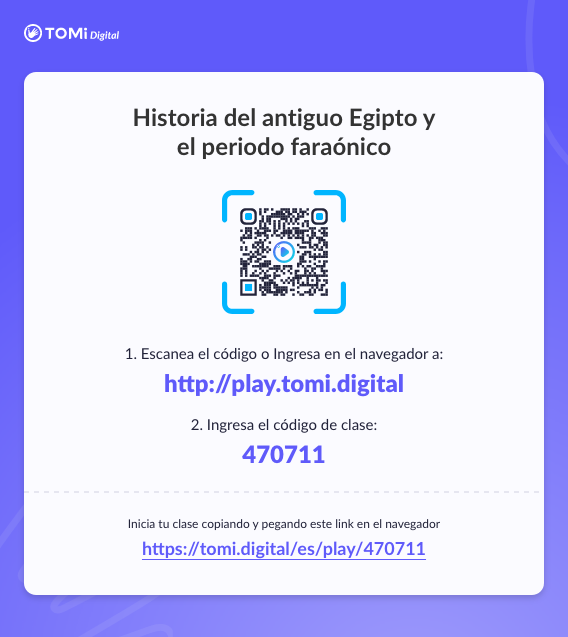 TOMi Digital
Historia del antiguo Egipto y
el periodo faraónico
1. Escanea el código o Ingresa en el navegador a:
http://play.tomi.digital
2. Ingresa el código de clase:
470711
Inicia tu clase copiando y pegando este link en el navegador
https://tomi.digital/es/play/470711